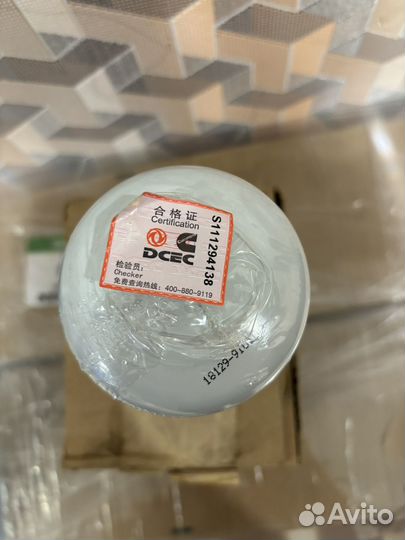 合格证
Certification
DCEC
检验员:
Checker
免费查询热线: 400-880-9119
S111294138
Avito